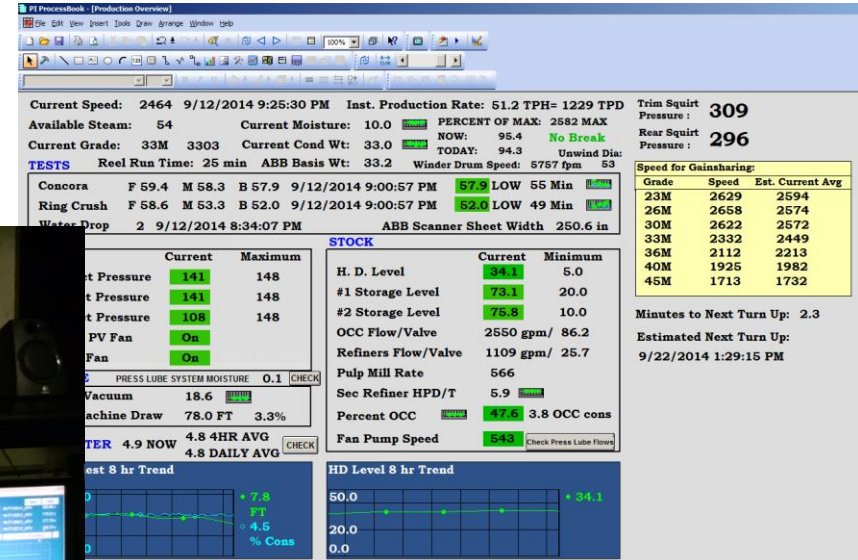 PI ProcessBook - [Production Overview]
File Edit View Insert Tools Draw Arrange Window Help
100%
Current Speed: 2464 9/12/2014 9:25:30 PM Inst. Production Rate: 51.2 TPH= 1229 TPD
Available Steam: 54 Current Moisture: 10.0 PERCENT OF MAX: 2582 MAX
NOW: 95.4 No Break
Current Grade: 33M 3303 Current Cond Wt: 33.0 TODAY: 94.3 Unwind Dia:
TESTS Reel Run Time: 25 min ABB Basis Wt: 33.2 Winder Drum Speed: 5757 fpm 53
Concora F 59.4 M 58.3 B 57.9 9/12/2014 9:00:57 PM 57.9 LOW 55 Min
Ring Crush F 58.6 M 53.3 B 52.0 9/12/2014 9:00:57 PM 52.0 LOW 49 Min
Water Drop 2 9/12/2014 8:34:07 PM ABB Scanner Sheet Width 250.6 in
Trim Squirt
Pressure : 309
Rear Squirt
Pressure : 296
Speed for Gainsharing:
Grade Speed Est. Current Avg
23M 2629 2594
26M 2658 2574
30M 2622 2572
33M 2332 2449
36M 2112 2213
40M 1925 1982
45M 1713 1732
Minutes to Next Turn Up: 2.3
Estimated Next Turn Up:
9/22/2014 1:29:15 PM
Current Maximum
t Pressure 141 148
t Pressure 141 148
t Pressure 108 148
PV Fan On
Fan On
PRESS LUBE SYSTEM MOISTURE 0.1 CHECK
Vacuum 18.6
achine Draw 78.0 FT 3.3%
TER 4.9 NOW 4.8 4HR AVG CHECK
4.8 DAILY AVG
STOCK
Current Minimum
H. D. Level 34.1 5.0
#1 Storage Level 73.1 20.0
#2 Storage Level 75.8 10.0
OCC Flow/Valve 2550 gpm/ 86.2
Refiners Flow/Valve 1109 gpm/ 25.7
Pulp Mill Rate 566
Sec Refiner HPD/T 5.9
Percent OCC 47.6 3.8 OCC cons
Fan Pump Speed 543 Check Press Lube Flows
est 8 hr Trend
7.8
FT
4.5
% Cons
HD Level 8 hr Trend
50.0 34.1
20.0
0.0